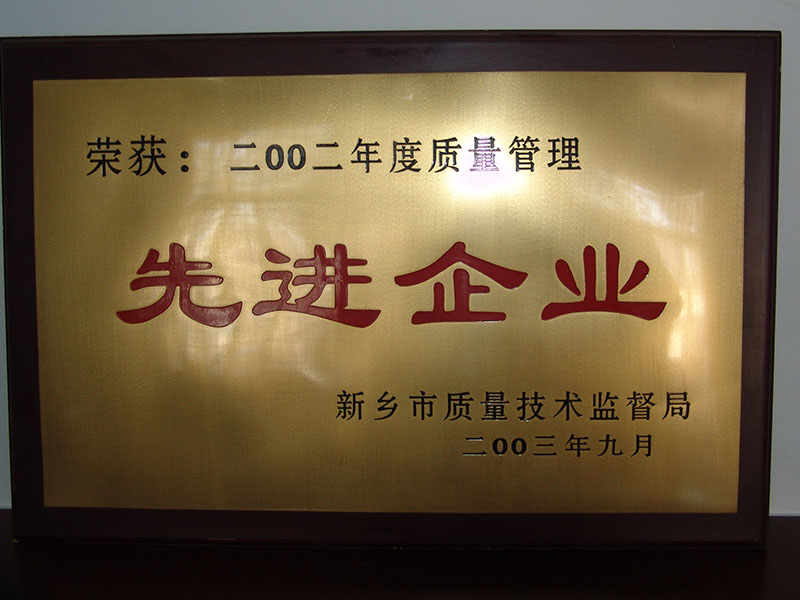 荣获：二00二年度质量管理
先进企业
新乡市质量技术监督局
二00三年九月